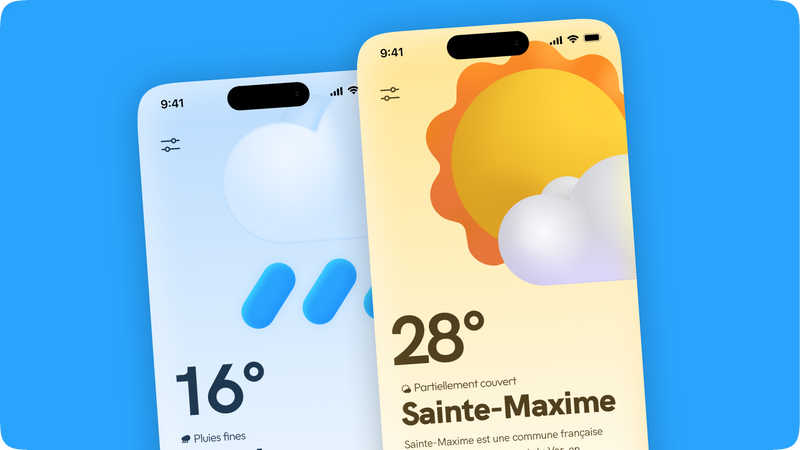 9:41
16°
Pluies fines
9:41
28°
Partiellement couvert
Sainte-Maxime
Sainte-Maxime est une commune française